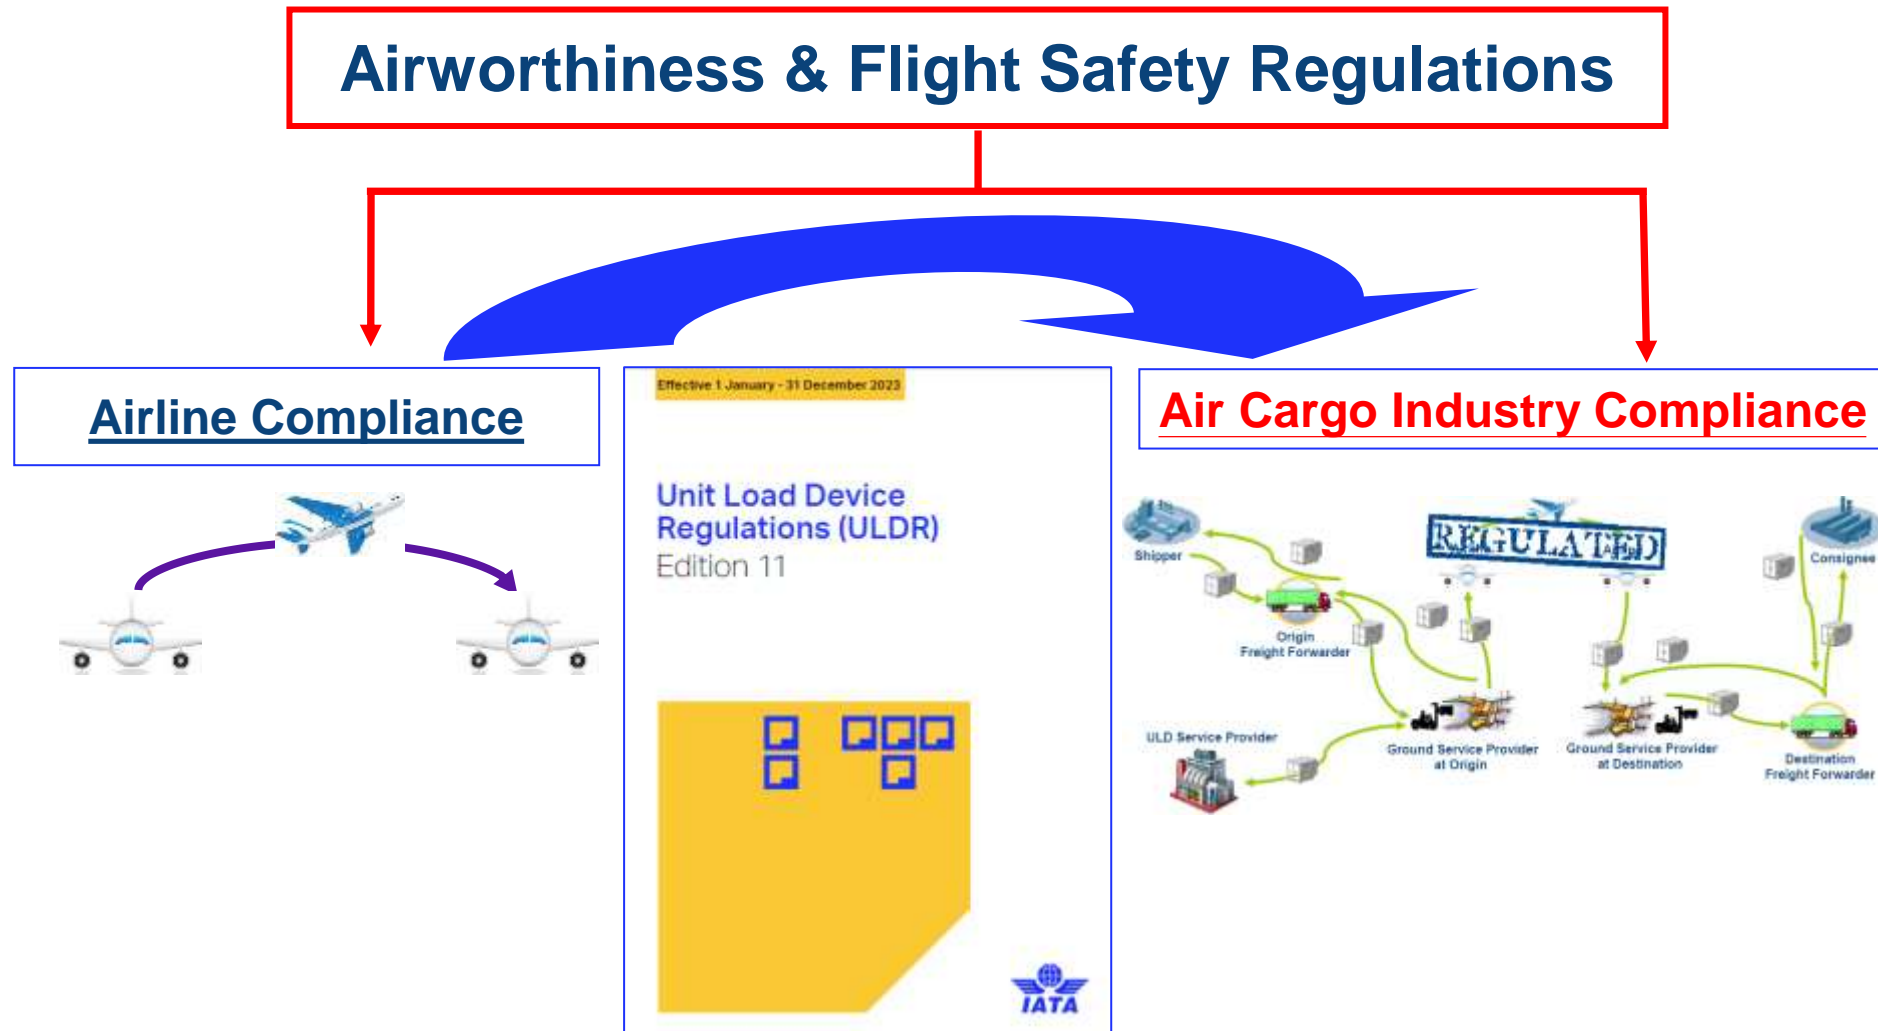 Airworthiness & Flight Safety Regulations
Airline Compliance
Effective 1 January - 31 December 2023
Unit Load Device
Regulations (ULDR)
Edition 11
IATA
Air Cargo Industry Compliance
REGULATED
Shipper
Consignee
Origin
Freight Forwarder
ULD Service Provider
Ground Service Provider
at Origin
Ground Service Provider
at Destination
Destination
Freight Forwarder